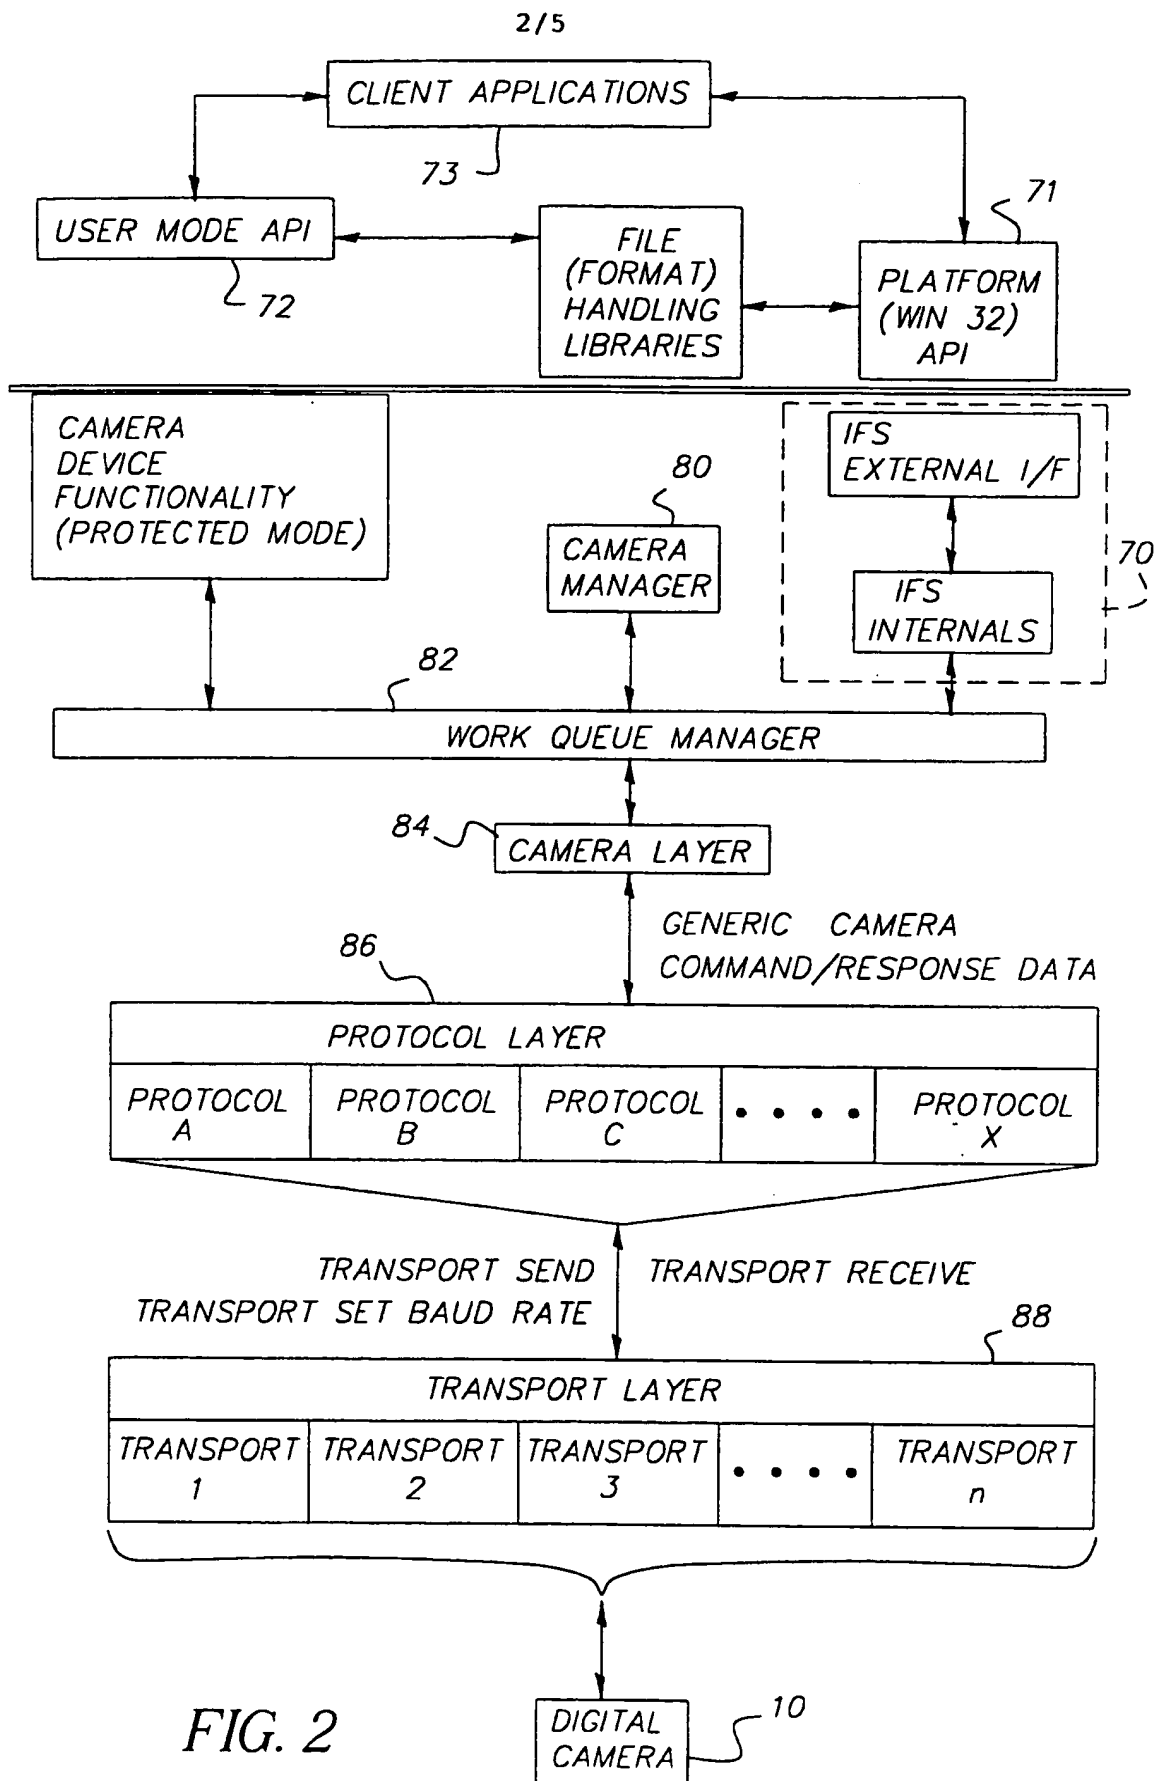 2/5
CLIENT APPLICATIONS
73
71
USER MODE API
72
FILE
(FORMAT)
HANDLING
LIBRARIES
PLATFORM
(WIN 32)
API
CAMERA
DEVICE
FUNCTIONALITY
(PROTECTED MODE)
80
CAMERA
MANAGER
IFS
EXTERNAL I/F
70
IFS
INTERNALS
82
WORK QUEUE MANAGER
84
CAMERA LAYER
GENERIC CAMERA
COMMAND/RESPONSE DATA
86
PROTOCOL LAYER
PROTOCOL
A
PROTOCOL
B
PROTOCOL
C
• • • •
PROTOCOL
X
TRANSPORT SEND
TRANSPORT SET BAUD RATE
TRANSPORT RECEIVE
88
TRANSPORT LAYER
TRANSPORT
1
TRANSPORT
2
TRANSPORT
3
• • • •
TRANSPORT
n
DIGITAL
CAMERA
10
FIG. 2